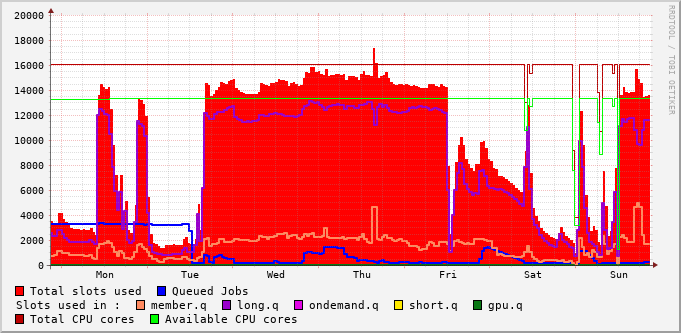 20000
18000
16000
14000
12000
10000
8000
6000
4000
2000
0
Mon Tue Wed Thu Fri Sat Sun
Total slots used Queued Jobs
Slots used in : member.q long.q ondemand.q short.q gpu.q
Total CPU cores Available CPU cores
RRDTOOL / TOBI OETIKER